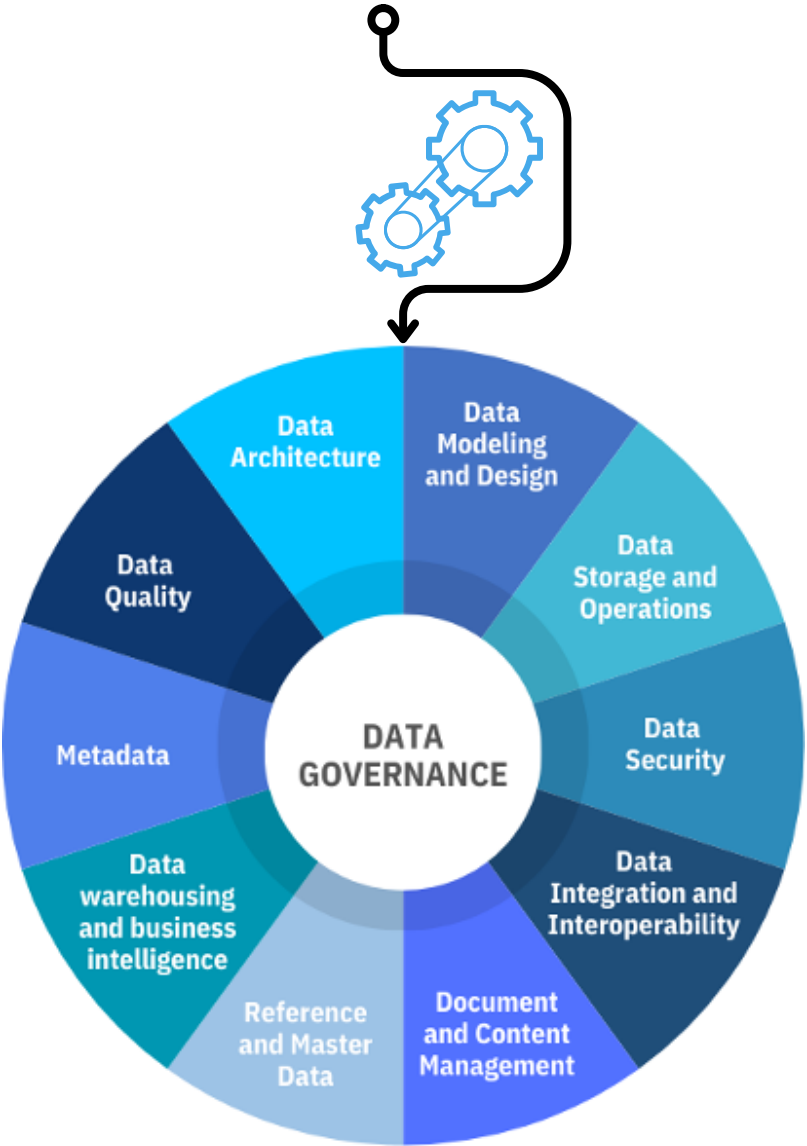 Data
Architecture
Data
Modeling
and Design
Data
Storage and
Operations
Data
Security
Data
Integration and
Interoperability
Document
and Content
Management
Reference
and Master
Data
Data
warehousing
and business
intelligence
Metadata
Data
Quality
DATA
GOVERNANCE